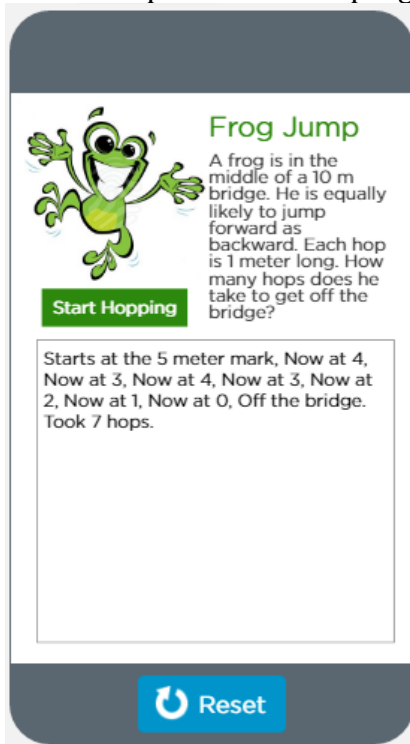 Frog Jump
A frog is in the
middle of a 10 m
bridge. He is equally
likely to jump
forward as
backward. Each hop
is 1 meter long. How
many hops does he
take to get off the
bridge?
Start Hopping
Starts at the 5 meter mark, Now at 4,
Now at 3, Now at 4, Now at 3, Now at
2, Now at 1, Now at 0, Off the bridge.
Took 7 hops.
Reset